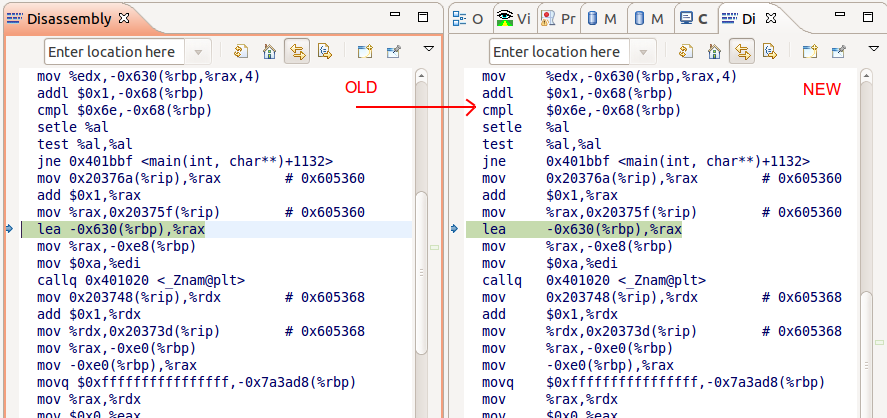 Disassembly
Enter location here
mov %edx,-0x630(%rbp,%rax,4)
addl $0x1,-0x68(%rbp)
cmpl $0x6e,-0x68(%rbp)
setle %al
test %al,%al
jne 0x401bbf <main(int, char**)+1132>
mov 0x20376a(%rip),%rax # 0x605360
add $0x1,%rax
mov %rax,0x20375f(%rip) # 0x605360
lea -0x630(%rbp),%rax
mov %rax,-0xe8(%rbp)
mov $0xa,%edi
callq 0x401020 <_Znam@plt>
mov 0x203748(%rip),%rdx # 0x605368
add $0x1,%rdx
mov %rdx,0x20373d(%rip) # 0x605368
mov %rax,-0xe0(%rbp)
mov -0xe0(%rbp),%rax
movq $0xffffffffffffffff,-0x7a3ad8(%rbp)
mov %rax,%rdx
mov $0x0,%eax
OLD
O Vi Pr M M C Di
Enter location here
mov %edx,-0x630(%rbp,%rax,4)
addl $0x1,-0x68(%rbp)
cmpl $0x6e,-0x68(%rbp)
setle %al
test %al,%al
jne 0x401bbf <main(int, char**)+1132>
mov 0x20376a(%rip),%rax # 0x605360
add $0x1,%rax
mov %rax,0x20375f(%rip) # 0x605360
lea -0x630(%rbp),%rax
mov %rax,-0xe8(%rbp)
mov $0xa,%edi
callq 0x401020 <_Znam@plt>
mov 0x203748(%rip),%rdx # 0x605368
add $0x1,%rdx
mov %rdx,0x20373d(%rip) # 0x605368
mov %rax,-0xe0(%rbp)
mov -0xe0(%rbp),%rax
movq $0xffffffffffffffff,-0x7a3ad8(%rbp)
mov %rax,%rdx
mov $0x0,%eax
NEW